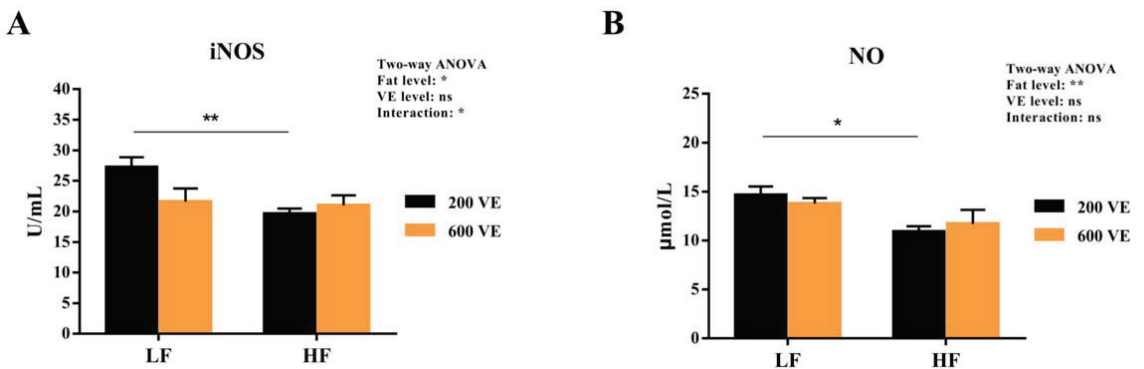 A
iNOS
Two-way ANOVA
Fat level: *
VE level: ns
Interaction: *
40
35
30
25
20
15
10
5
0
U/mL
**
LF
HF
200 VE
600 VE
B
NO
Two-way ANOVA
Fat level: **
VE level: ns
Interaction: ns
25
20
15
10
5
0
μmol/L
*
LF
HF
200 VE
600 VE